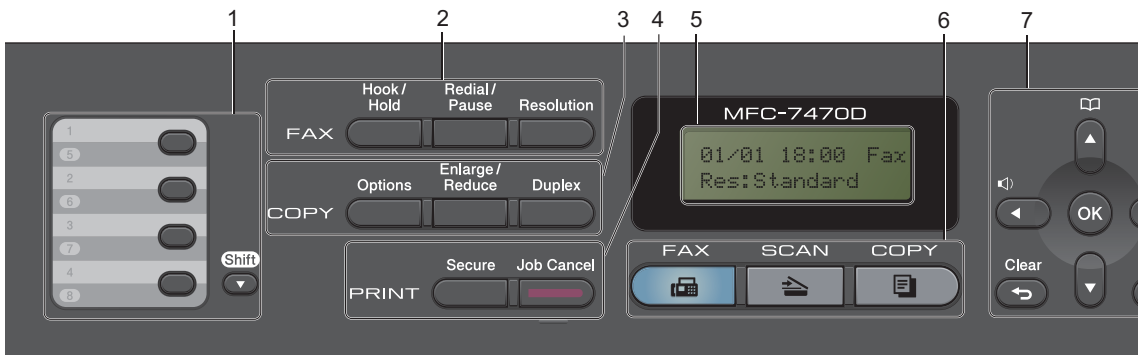 1 2 3 4 5 6 7
Hook/
Hold
Redial/
Pause
Resolution
FAX
MFC-7470D
01/01 18:00 Fax
Res:Standard
1
5
2
6
3
7
4
8
Shift
Options
Enlarge/
Reduce
Duplex
COPY
Secure
Job Cancel
PRINT
FAX SCAN COPY
OK
Clear